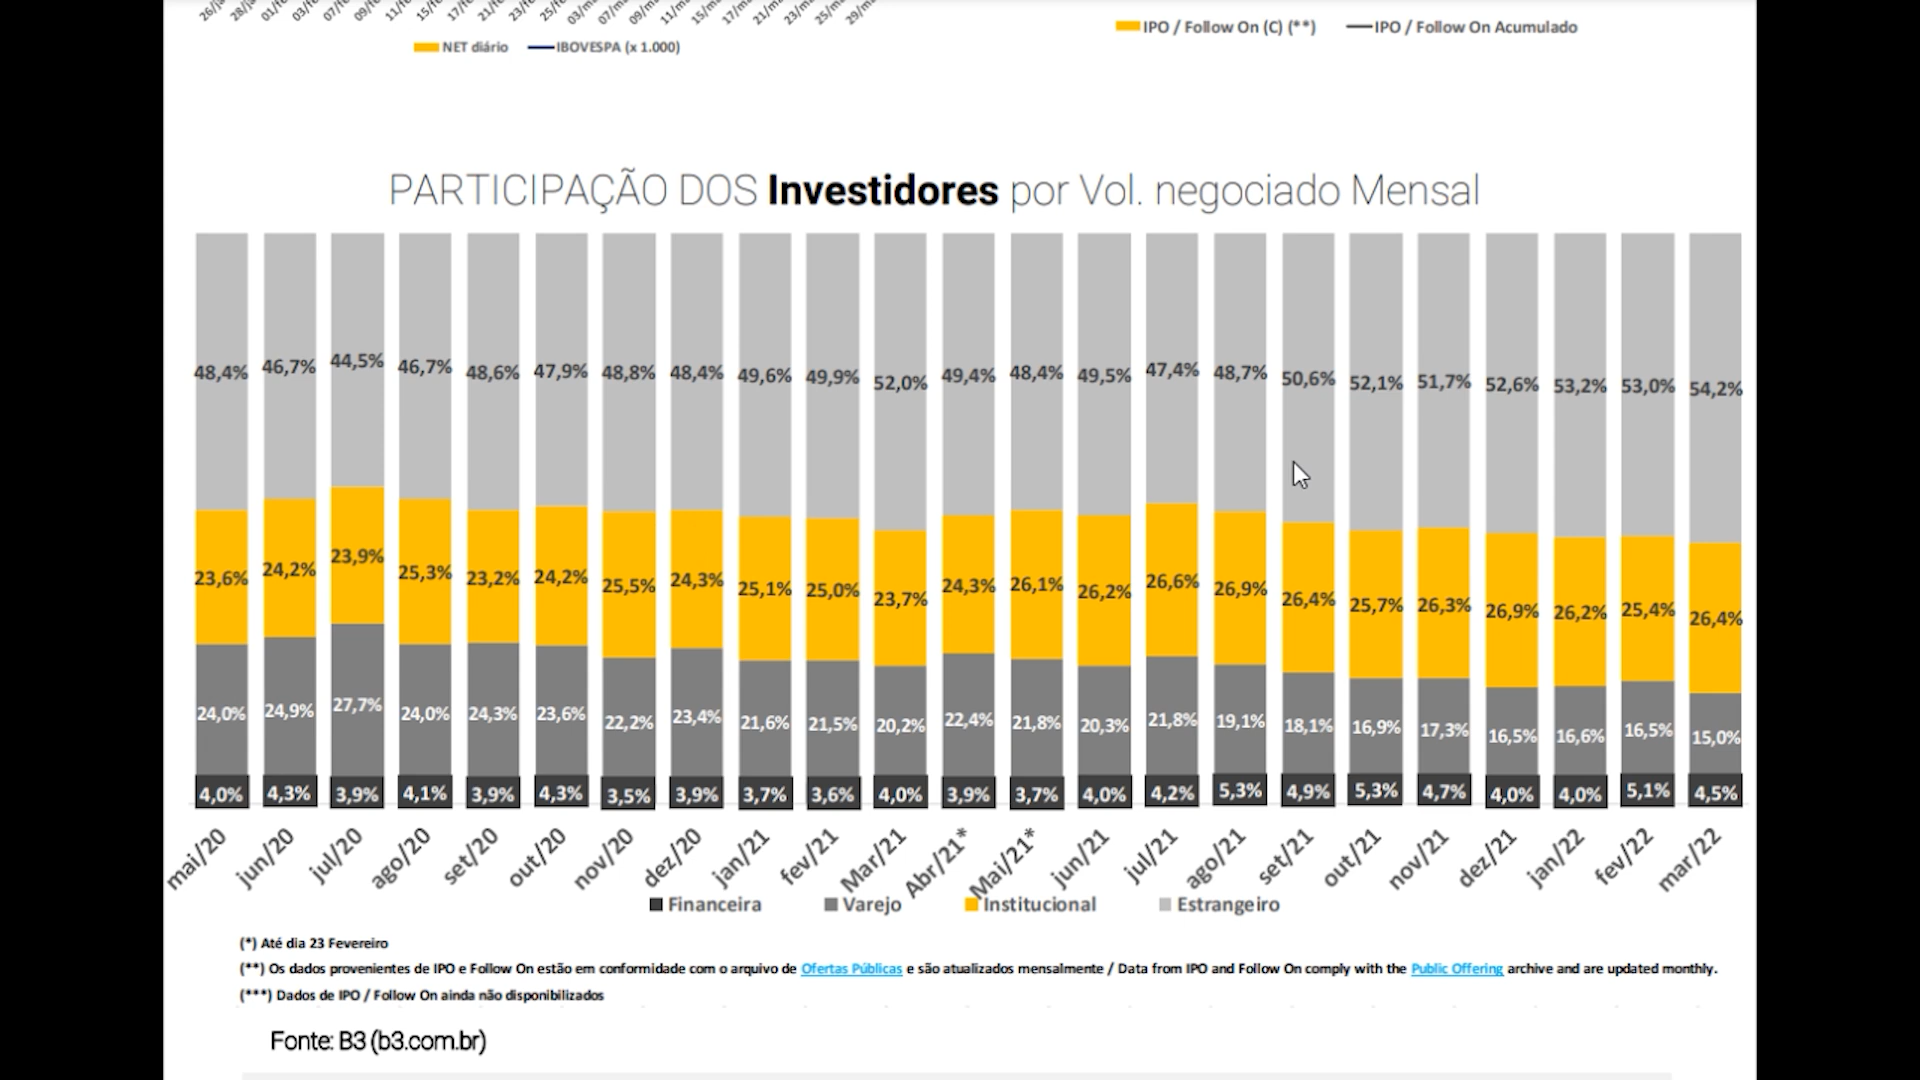 NET diário IBOVESPA (x 1.000)
IPO / Follow On (C) (**) IPO / Follow On Acumulado
PARTICIPAÇÃO DOS Investidores por Vol. negociado Mensal
48,4% 46,7% 44,5% 46,7% 48,6% 47,9% 48,8% 48,4% 49,6% 49,9% 52,0% 49,4% 48,4% 49,5% 47,4% 48,7% 50,6% 52,1% 51,7% 52,6% 53,2% 53,0% 54,2%
23,6% 24,2% 23,9% 25,3% 23,2% 24,2% 25,5% 24,3% 25,1% 25,0% 23,7% 24,3% 26,1% 26,2% 26,6% 26,9% 26,4% 25,7% 26,3% 26,9% 26,2% 25,4% 26,4%
24,0% 24,9% 27,7% 24,0% 24,3% 23,6% 22,2% 23,4% 21,6% 21,5% 20,2% 22,4% 21,8% 20,3% 21,8% 19,1% 18,1% 16,9% 17,3% 16,5% 16,6% 16,5% 15,0%
4,0% 4,3% 3,9% 4,1% 3,9% 4,3% 3,5% 3,9% 3,7% 3,6% 4,0% 3,9% 3,7% 4,0% 4,2% 5,3% 4,9% 5,3% 4,7% 4,0% 4,0% 5,1% 4,5%
mai/20 jun/20 jul/20 ago/20 set/20 out/20 nov/20 dez/20 jan/21 fev/21 Mar/21 Abr/21* Mai/21* jun/21 jul/21 ago/21 set/21 out/21 nov/21 dez/21 jan/22 fev/22 mar/22
Financeira Varejo Institucional Estrangeiro
(*) Até dia 23 Fevereiro
(**) Os dados provenientes de IPO e Follow On estão em conformidade com o arquivo de Ofertas Públicas e são atualizados mensalmente / Data from IPO and Follow On comply with the Public Offering archive and are updated monthly.
(***) Dados de IPO / Follow On ainda não disponibilizados
Fonte: B3 (b3.com.br)